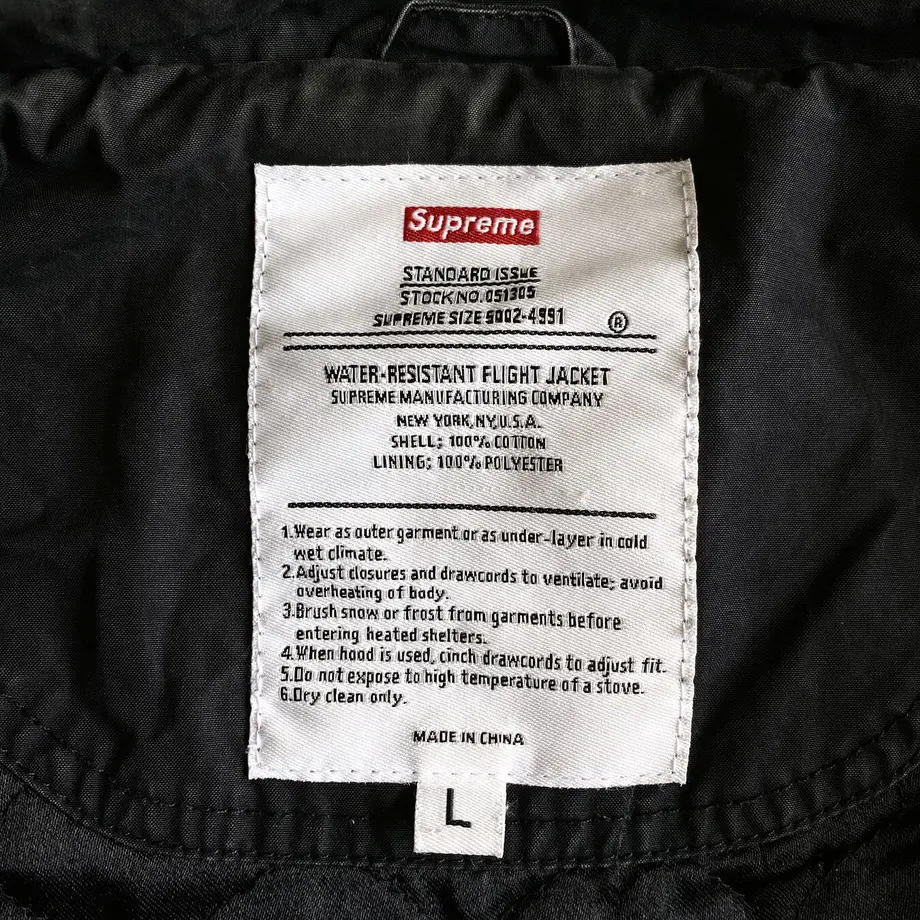 Supreme
STANDARD ISSUE
STOCK NO. 051305
SUPREME SIZE 9002-4991 ®
WATER-RESISTANT FLIGHT JACKET
SUPREME MANUFACTURING COMPANY
NEW YORK, NY, U.S.A.
SHELL; 100% COTTON
LINING; 100% POLYESTER
1.Wear as outer garment or as under-layer in cold
wet climate.
2.Adjust closures and drawcords to ventilate; avoid
overheating of body.
3.Brush snow or frost from garments before
entering heated shelters.
4.When hood is used, cinch drawcords to adjust fit.
5.Do not expose to high temperature of a stove.
6.Dry clean only.
MADE IN CHINA
L